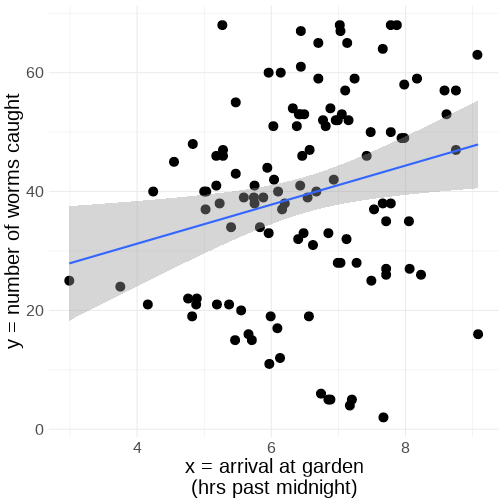 y = number of worms caught
60
40
20
0
4 6 8
x = arrival at garden
(hrs past midnight)